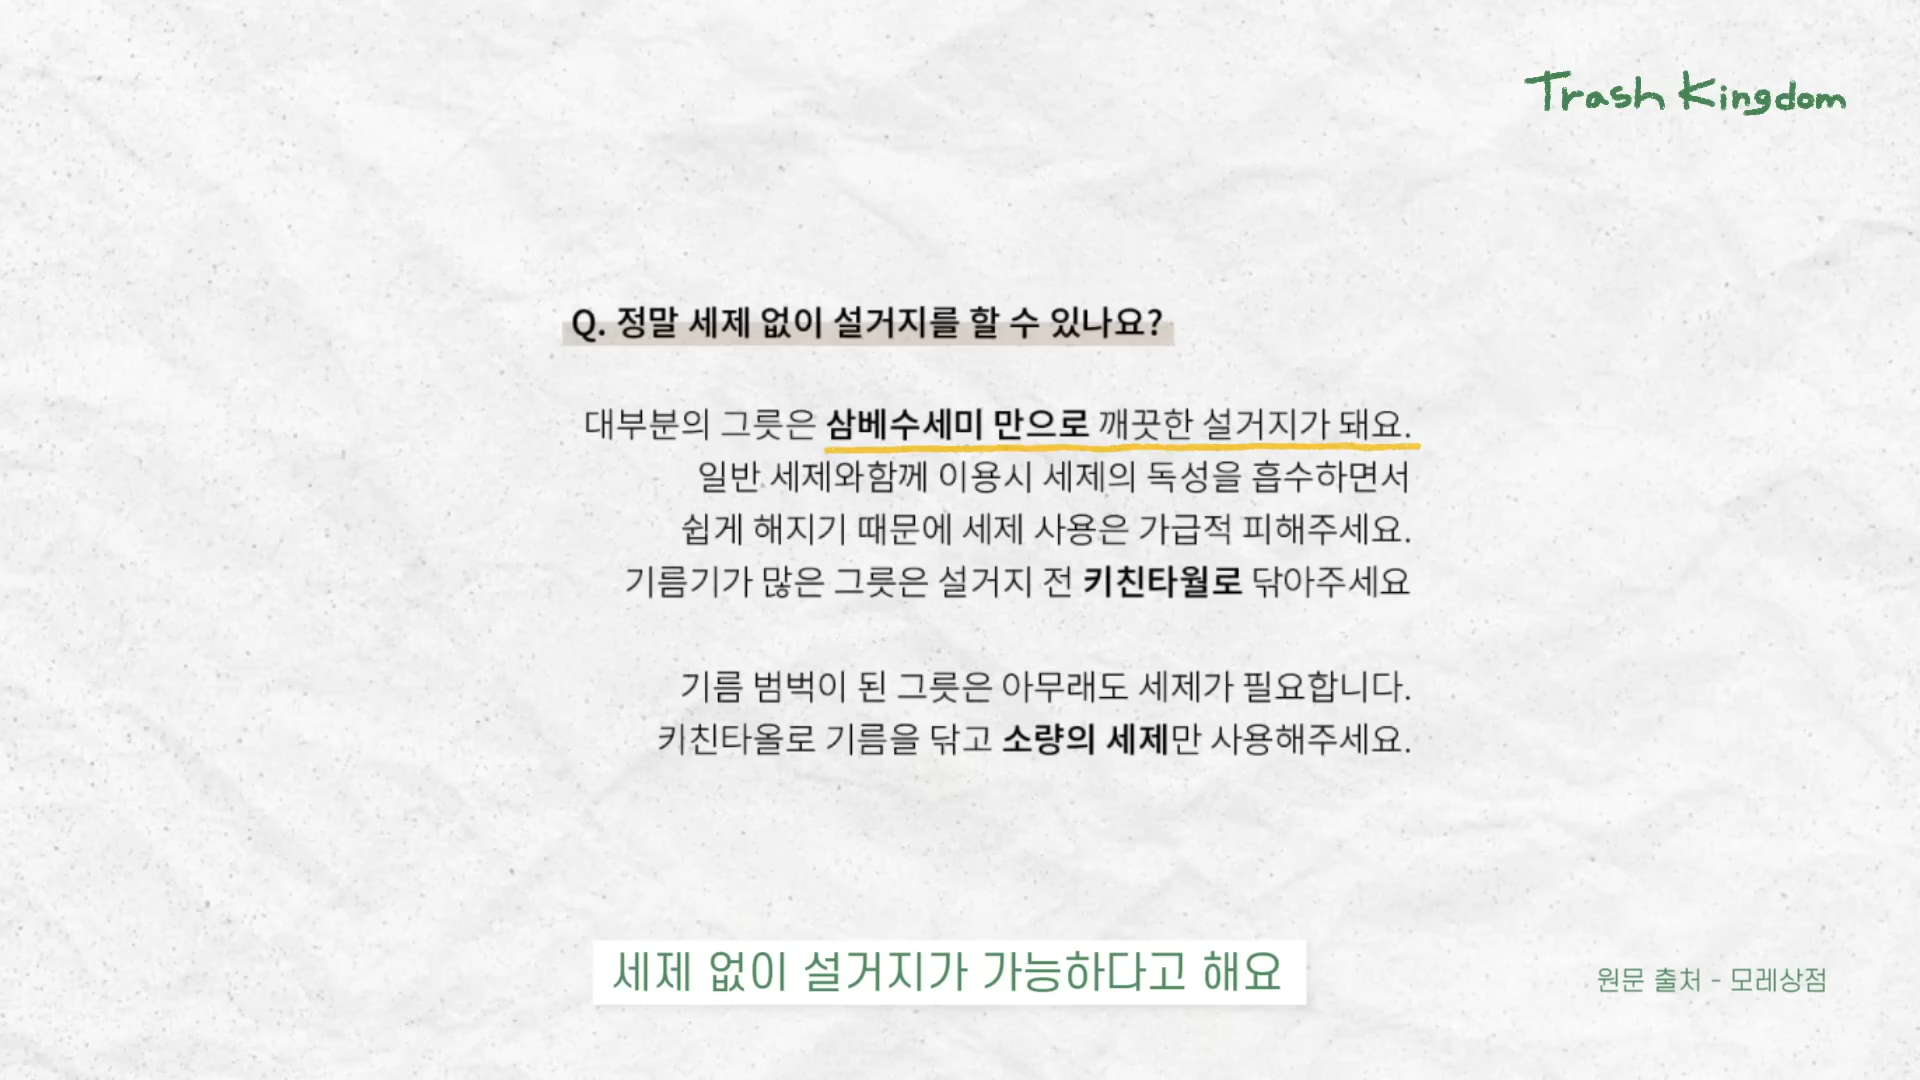 Trash Kingdom
Q. 정말 세제 없이 설거지를 할 수 있나요?
대부분의 그릇은 삼베수세미 만으로 깨끗한 설거지가 돼요.
일반 세제와함께 이용시 세제의 독성을 흡수하면서
쉽게 해지기 때문에 세제 사용은 가급적 피해주세요.
기름기가 많은 그릇은 설거지 전 키친타월로 닦아주세요
기름 범벅이 된 그릇은 아무래도 세제가 필요합니다.
키친타올로 기름을 닦고 소량의 세제만 사용해주세요.
세제 없이 설거지가 가능하다고 해요
원문 출처 - 모레상점